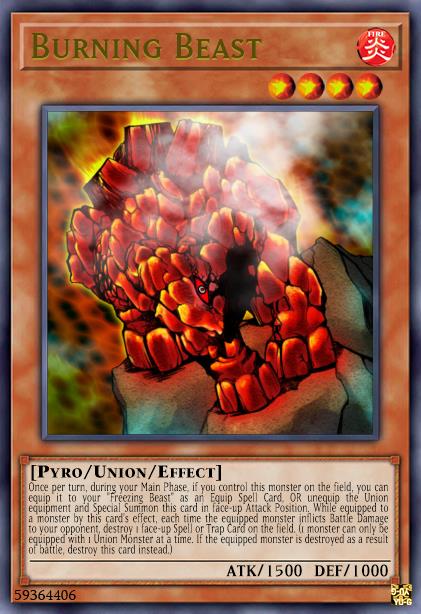 Burning Beast
FIRE
炎
[Pyro/Union/Effect]
Once per turn, during your Main Phase, if you control this monster on the field, you can
equip it to your "Freezing Beast" as an Equip Spell Card, OR unequip the Union
equipment and Special Summon this card in face-up Attack Position. While equipped to
a monster by this card's effect, each time the equipped monster inflicts Battle Damage
to your opponent, destroy 1 face-up Spell or Trap Card on the field. (1 monster can only be
equipped with 1 Union Monster at a time. If the equipped monster is destroyed as a result
of battle, destroy this card instead.)
ATK/1500 DEF/1000
59364406